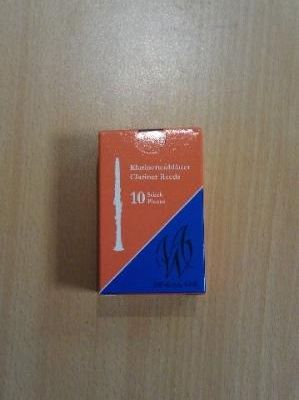 Klarinettenblätter
Clarinet Reeds
10 Stück
Pieces